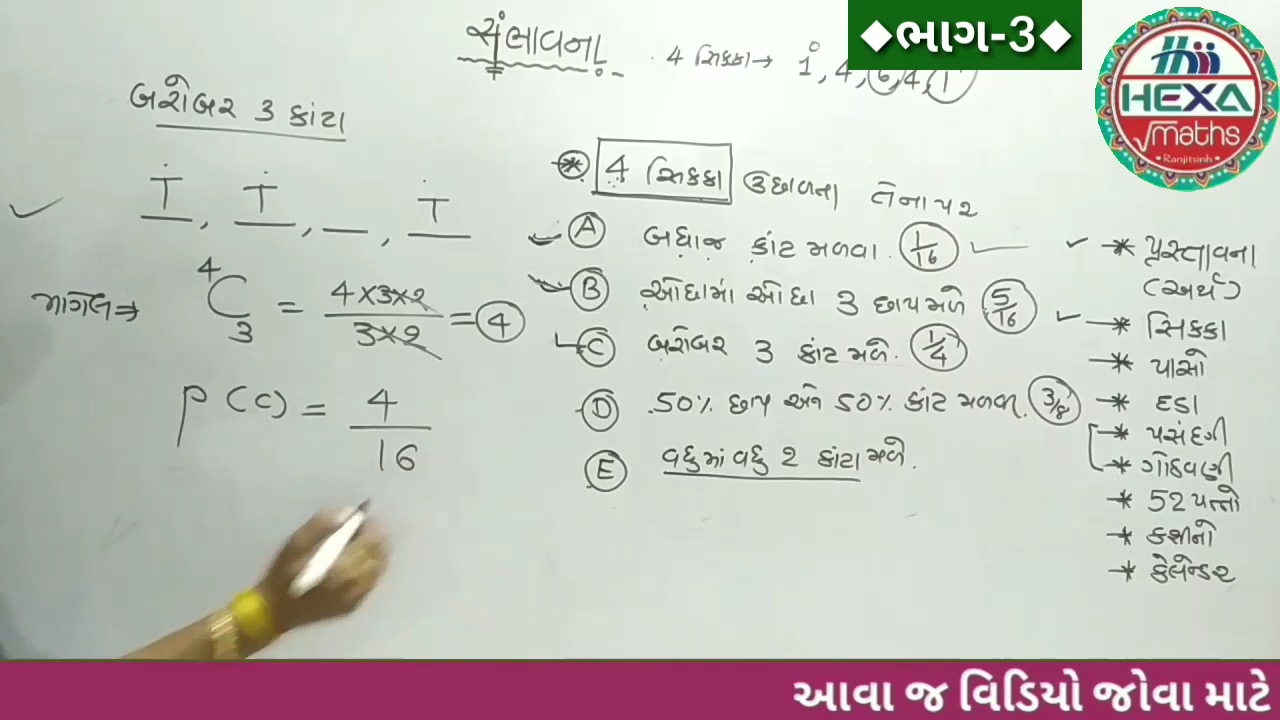 સંભાવના
◆ભાગ-3◆
4 સિક્કા → 1, 4, 6, 4, 1
HEXA
√maths
Ranjitsinh
બરોબર 3 કાંટા
T, T, __, T
⁴C₃ = 4×3×2 / 3×2 = 4
P(C) = 4/16
* 4 સિક્કા ઉછાળતા તેના પર
A બધાજ કાંટ મળવા. 1/16
B ઓછામાં ઓછા 3 છાપ મળે 5/16
C બરોબર 3 કાંટ મળે. 1/4
D 50% છાપ અને 50% કાંટ મળવા. 3/8
E વધુમાં વધુ 2 કાંટા મળે.
* પ્રસ્તાવના
(અર્થ)
* સિક્કા
* પાસો
* દડા
* પસંદગી
* ગોઠવણી
* 52 પત્તો
* કેલેન્ડર
આવા જ વિડિયો જોવા માટે